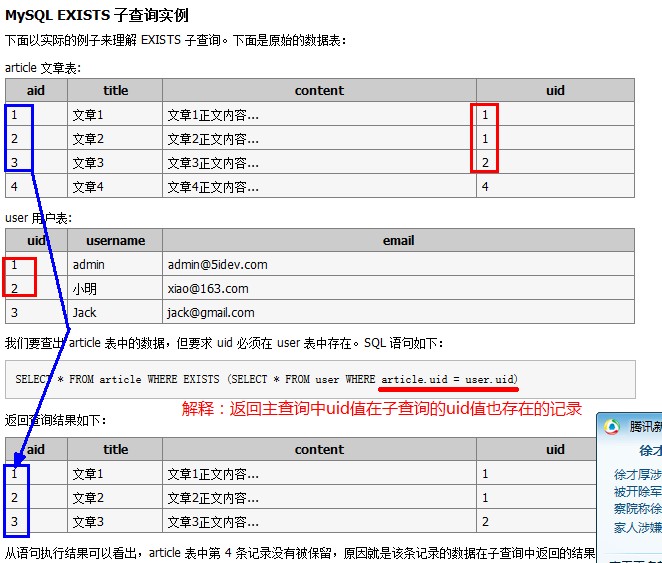 MySQL EXISTS 子查询实例
下面以实际的例子来理解 EXISTS 子查询。下面是原始的数据表：
article 文章表:
aid title content uid
1 文章1 文章1正文内容... 1
2 文章2 文章2正文内容... 1
3 文章3 文章3正文内容... 2
4 文章4 文章4正文内容... 4
user 用户表:
uid username email
1 admin admin@5idev.com
2 小明 xiao@163.com
3 Jack jack@gmail.com
我们要查出 article 表中的数据，但要求 uid 必须在 user 表中存在。SQL 语句如下：
SELECT * FROM article WHERE EXISTS (SELECT * FROM user WHERE article.uid = user.uid)
解释：返回主查询中uid值在子查询的uid值也存在的记录
返回查询结果如下：
aid title content uid
1 文章1 文章1正文内容... 1
2 文章2 文章2正文内容... 1
3 文章3 文章3正文内容... 2
腾讯新
徐才
徐才厚涉
被开除军
察院称徐
家人涉嫌
从语句执行结果可以看出，article 表中第 4 条记录没有被保留，原因就是该条记录的数据在子查询中返回的结果